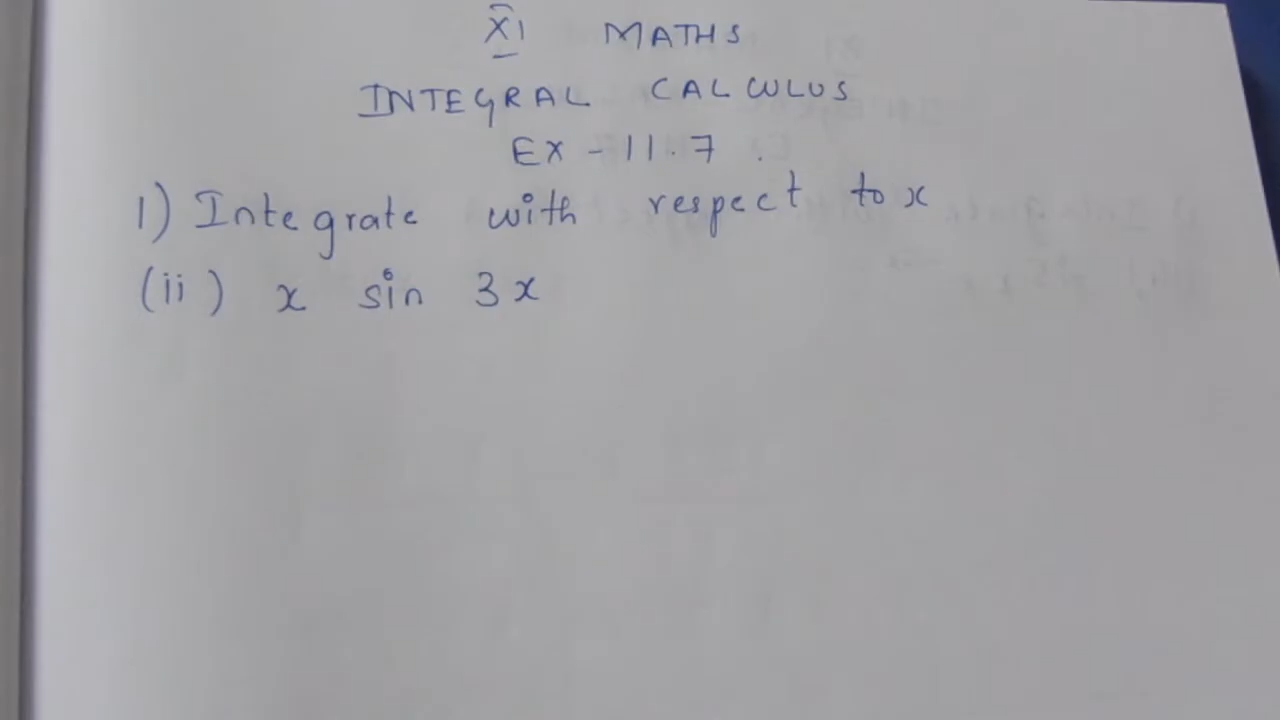 XI MATHS
INTEGRAL CALCULUS
EX - 11.7.
1) Integrate with respect to x
(ii) x sin 3x